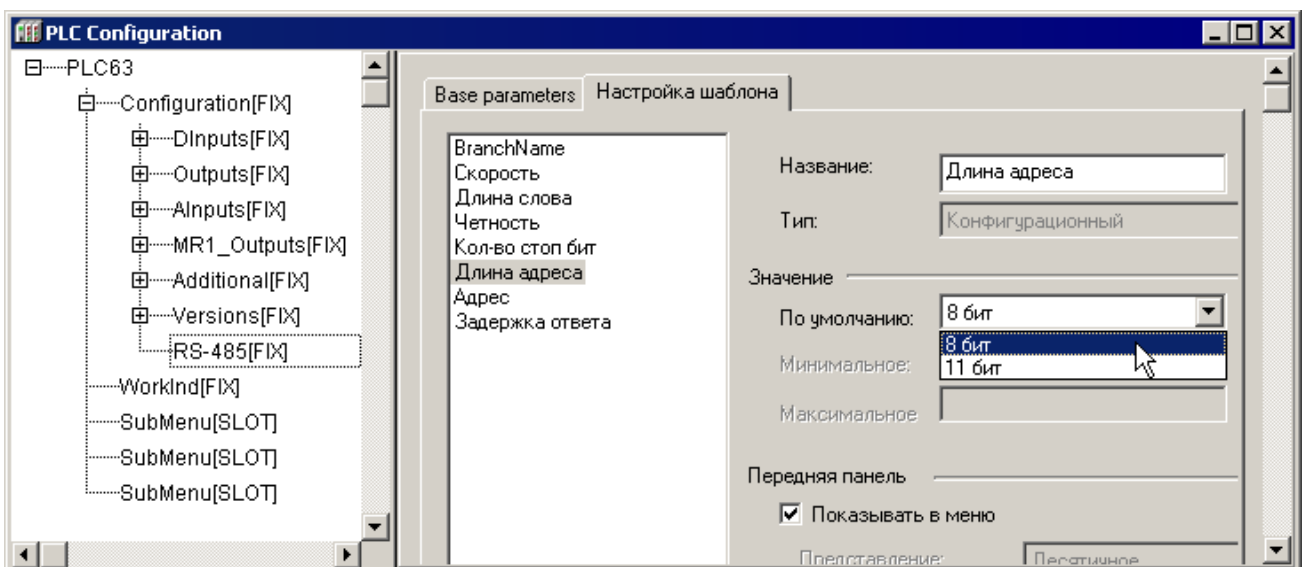 PLC Configuration
PLC63
Configuration[FIX]
DInputs[FIX]
Outputs[FIX]
AInputs[FIX]
MR1_Outputs[FIX]
Additional[FIX]
Versions[FIX]
RS-485[FIX]
WorkInd[FIX]
SubMenu[SLOT]
SubMenu[SLOT]
SubMenu[SLOT]
Base parameters
Настройка шаблона
BranchName
Скорость
Длина слова
Четность
Кол-во стоп бит
Длина адреса
Адрес
Задержка ответа
Название: Длина адреса
Тип: Конфигурационный
Значение
По умолчанию: 8 бит
8 бит
11 бит
Минимальное:
Максимальное
Передняя панель
Показывать в меню
Представление: Десятичное